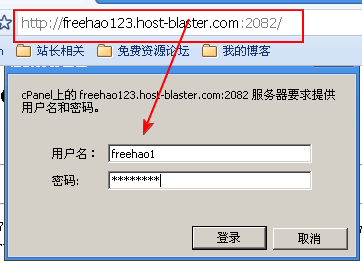 http://freehao123.host-blaster.com:2082/
站长相关 免费资源论坛 我的博客
cPanel上的 freehao123.host-blaster.com:2082 服务器要求提供
用户名和密码。
用户名： freehao1
密码: ********
登录 取消